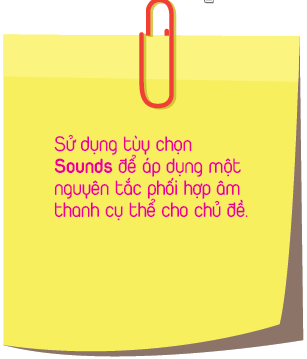 Sử dụng tùy chọn
Sounds để áp dụng một
nguyên tắc phối hợp âm
thanh cụ thể cho chủ đề.